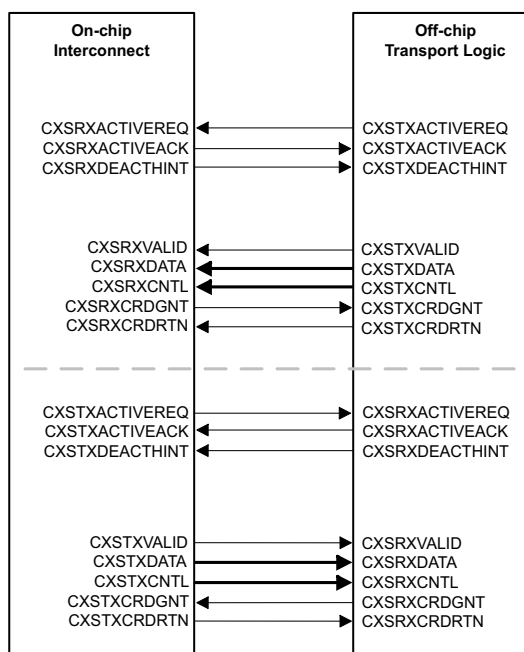 On-chip
Interconnect
Off-chip
Transport Logic
CXSRXACTIVEREQ CXSTXACTIVEREQ
CXSRXACTIVEACK CXSTXACTIVEACK
CXSRXDEACTHINT CXSTXDEACTHINT
CXSRXVALID CXSTXVALID
CXSRXDATA CXSTXDATA
CXSRXCNTL CXSTXCNTL
CXSRXCRDGNT CXSTXCRDGNT
CXSRXCRDRTN CXSTXCRDRTN
CXSTXACTIVEREQ CXSRXACTIVEREQ
CXSTXACTIVEACK CXSRXACTIVEACK
CXSTXDEACTHINT CXSRXDEACTHINT
CXSTXVALID CXSRXVALID
CXSTXDATA CXSRXDATA
CXSTXCNTL CXSRXCNTL
CXSTXCRDGNT CXSRXCRDGNT
CXSTXCRDRTN CXSRXCRDRTN